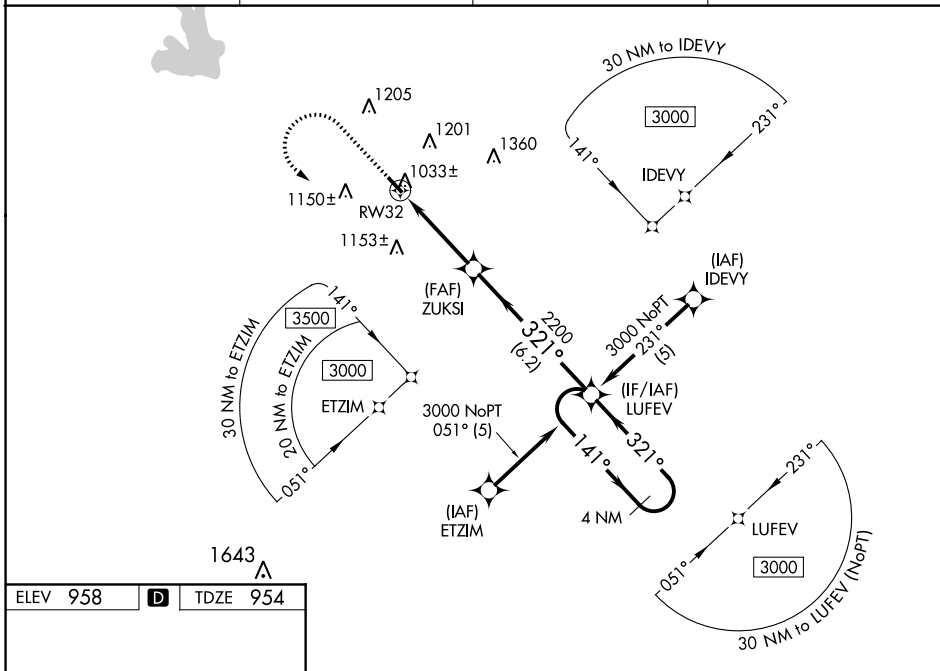 30 NM to IDEVY
3000
231°
141°
IDEVY
1205
1201
1360
1033±
1150±
RW32
1153±
(FAF)
ZUKSI
(IAF)
IDEVY
3000 NoPT
231°
(5)
2200
321°
(6.2)
(IF/IAF)
LUFEV
30 NM to ETZIM
141°
3500
20 NM to ETZIM
3000
ETZIM
051°
3000 NoPT
051° (5)
(IAF)
ETZIM
141°
321°
4 NM
231°
LUFEV
051°
3000
30 NM to LUFEV (NoPT)
1643
ELEV 958 D TDZE 954